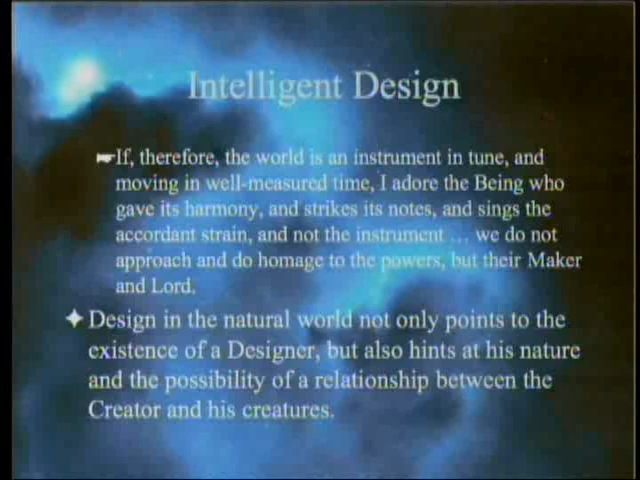 Intelligent Design
If, therefore, the world is an instrument in tune, and
moving in well-measured time, I adore the Being who
gave its harmony, and strikes its notes, and sings the
accordant strain, and not the instrument … we do not
approach and do homage to the powers, but their Maker
and Lord.
Design in the natural world not only points to the
existence of a Designer, but also hints at his nature
and the possibility of a relationship between the
Creator and his creatures.